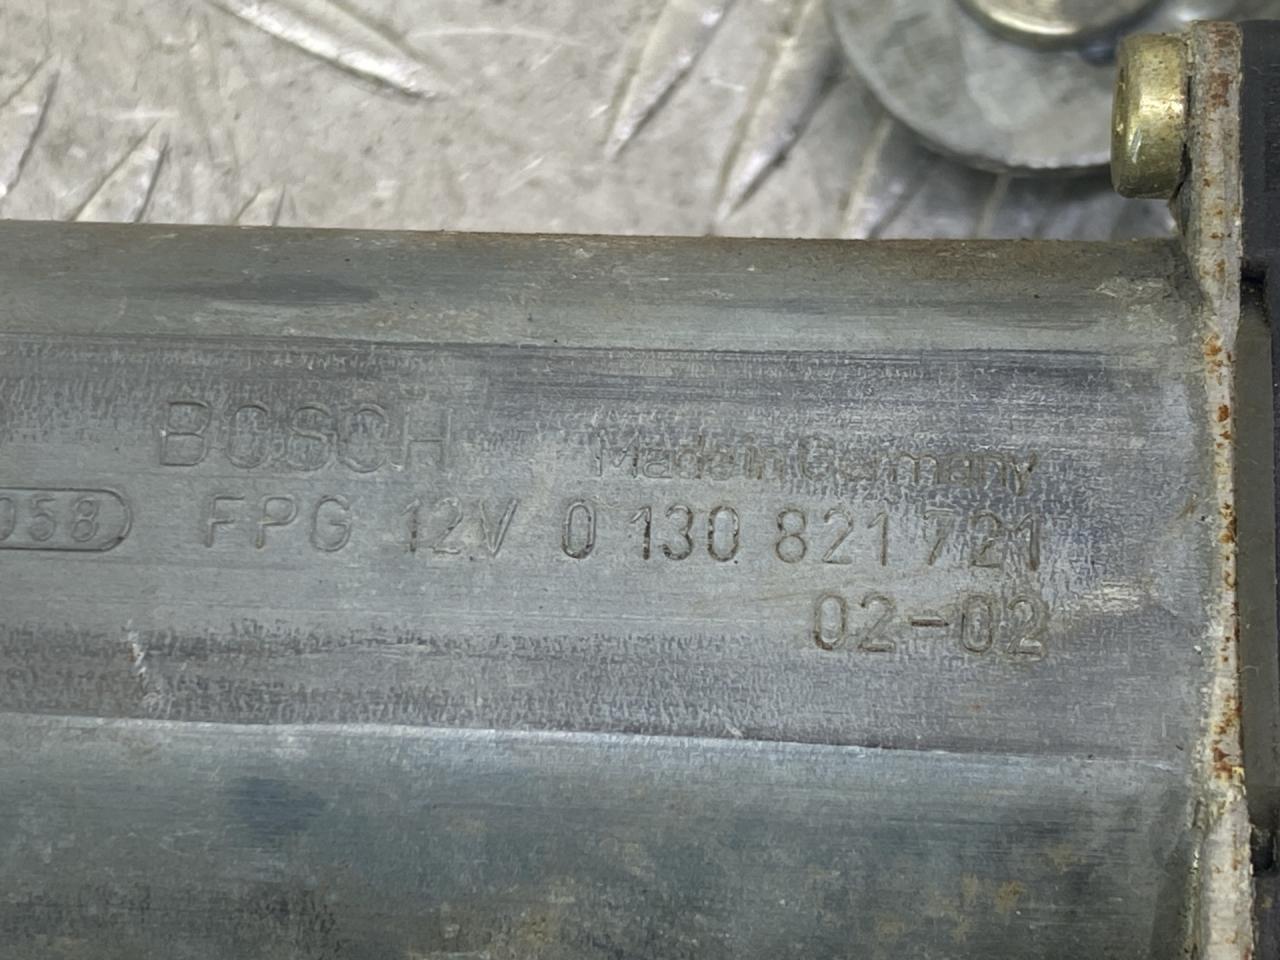 BOSCH Made in Germany
058 FPG 12V 0 130 821 721
02-02